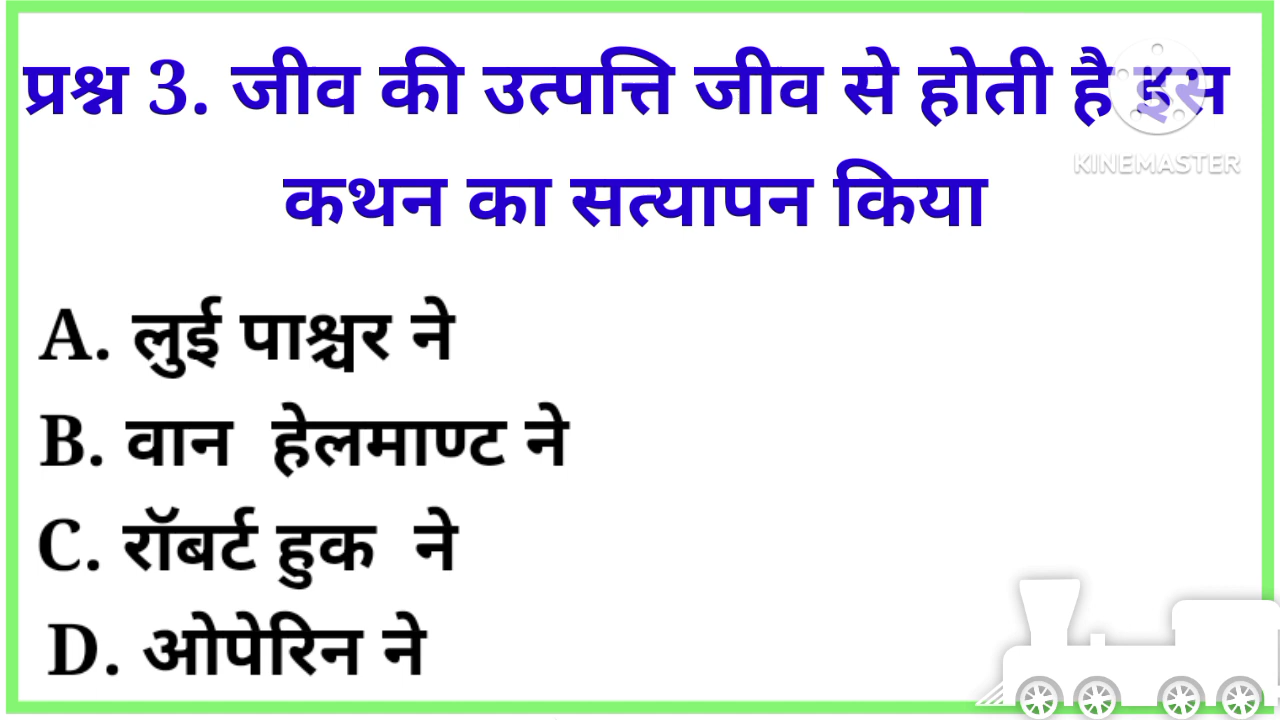 प्रश्न 3. जीव की उत्पत्ति जीव से होती है इस
KINEMASTER
कथन का सत्यापन किया
A. लुई पाश्चर ने
B. वान हेलमाण्ट ने
C. रॉबर्ट हुक ने
D. ओपेरिन ने